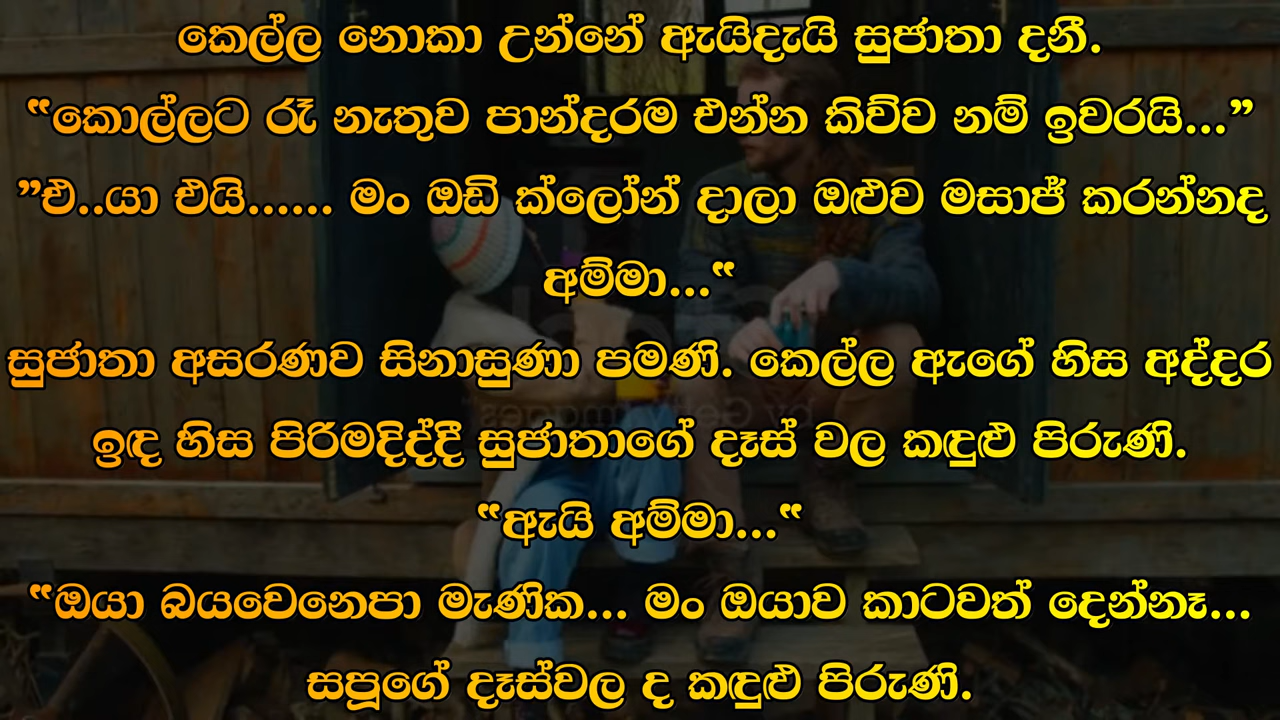 කෙල්ල නොකා උන්නේ ඇයිදැයි සුජාතා දනී.
“කොල්ලට රෑ නැතුව පාන්දරම එන්න කිව්ව නම් ඉවරයි...”
”එ..යා එයි...... මං ඔඩි ක්ලෝන් දාලා ඔළුව මසාජ් කරන්නද
අම්මා...“
සුජාතා අසරණව සිනාසුණා පමණි. කෙල්ල ඇගේ හිස අද්දර
ඉඳ හිස පිරිමදිද්දී සුජාතාගේ දෑස් වල කඳුළු පිරුණි.
“ඇයි අම්මා...“
“ඔයා බයවෙනෙපා මැණික... මං ඔයාව කාටවත් දෙන්නෑ...
සපූගේ දෑස්වල ද කඳුළු පිරුණි.